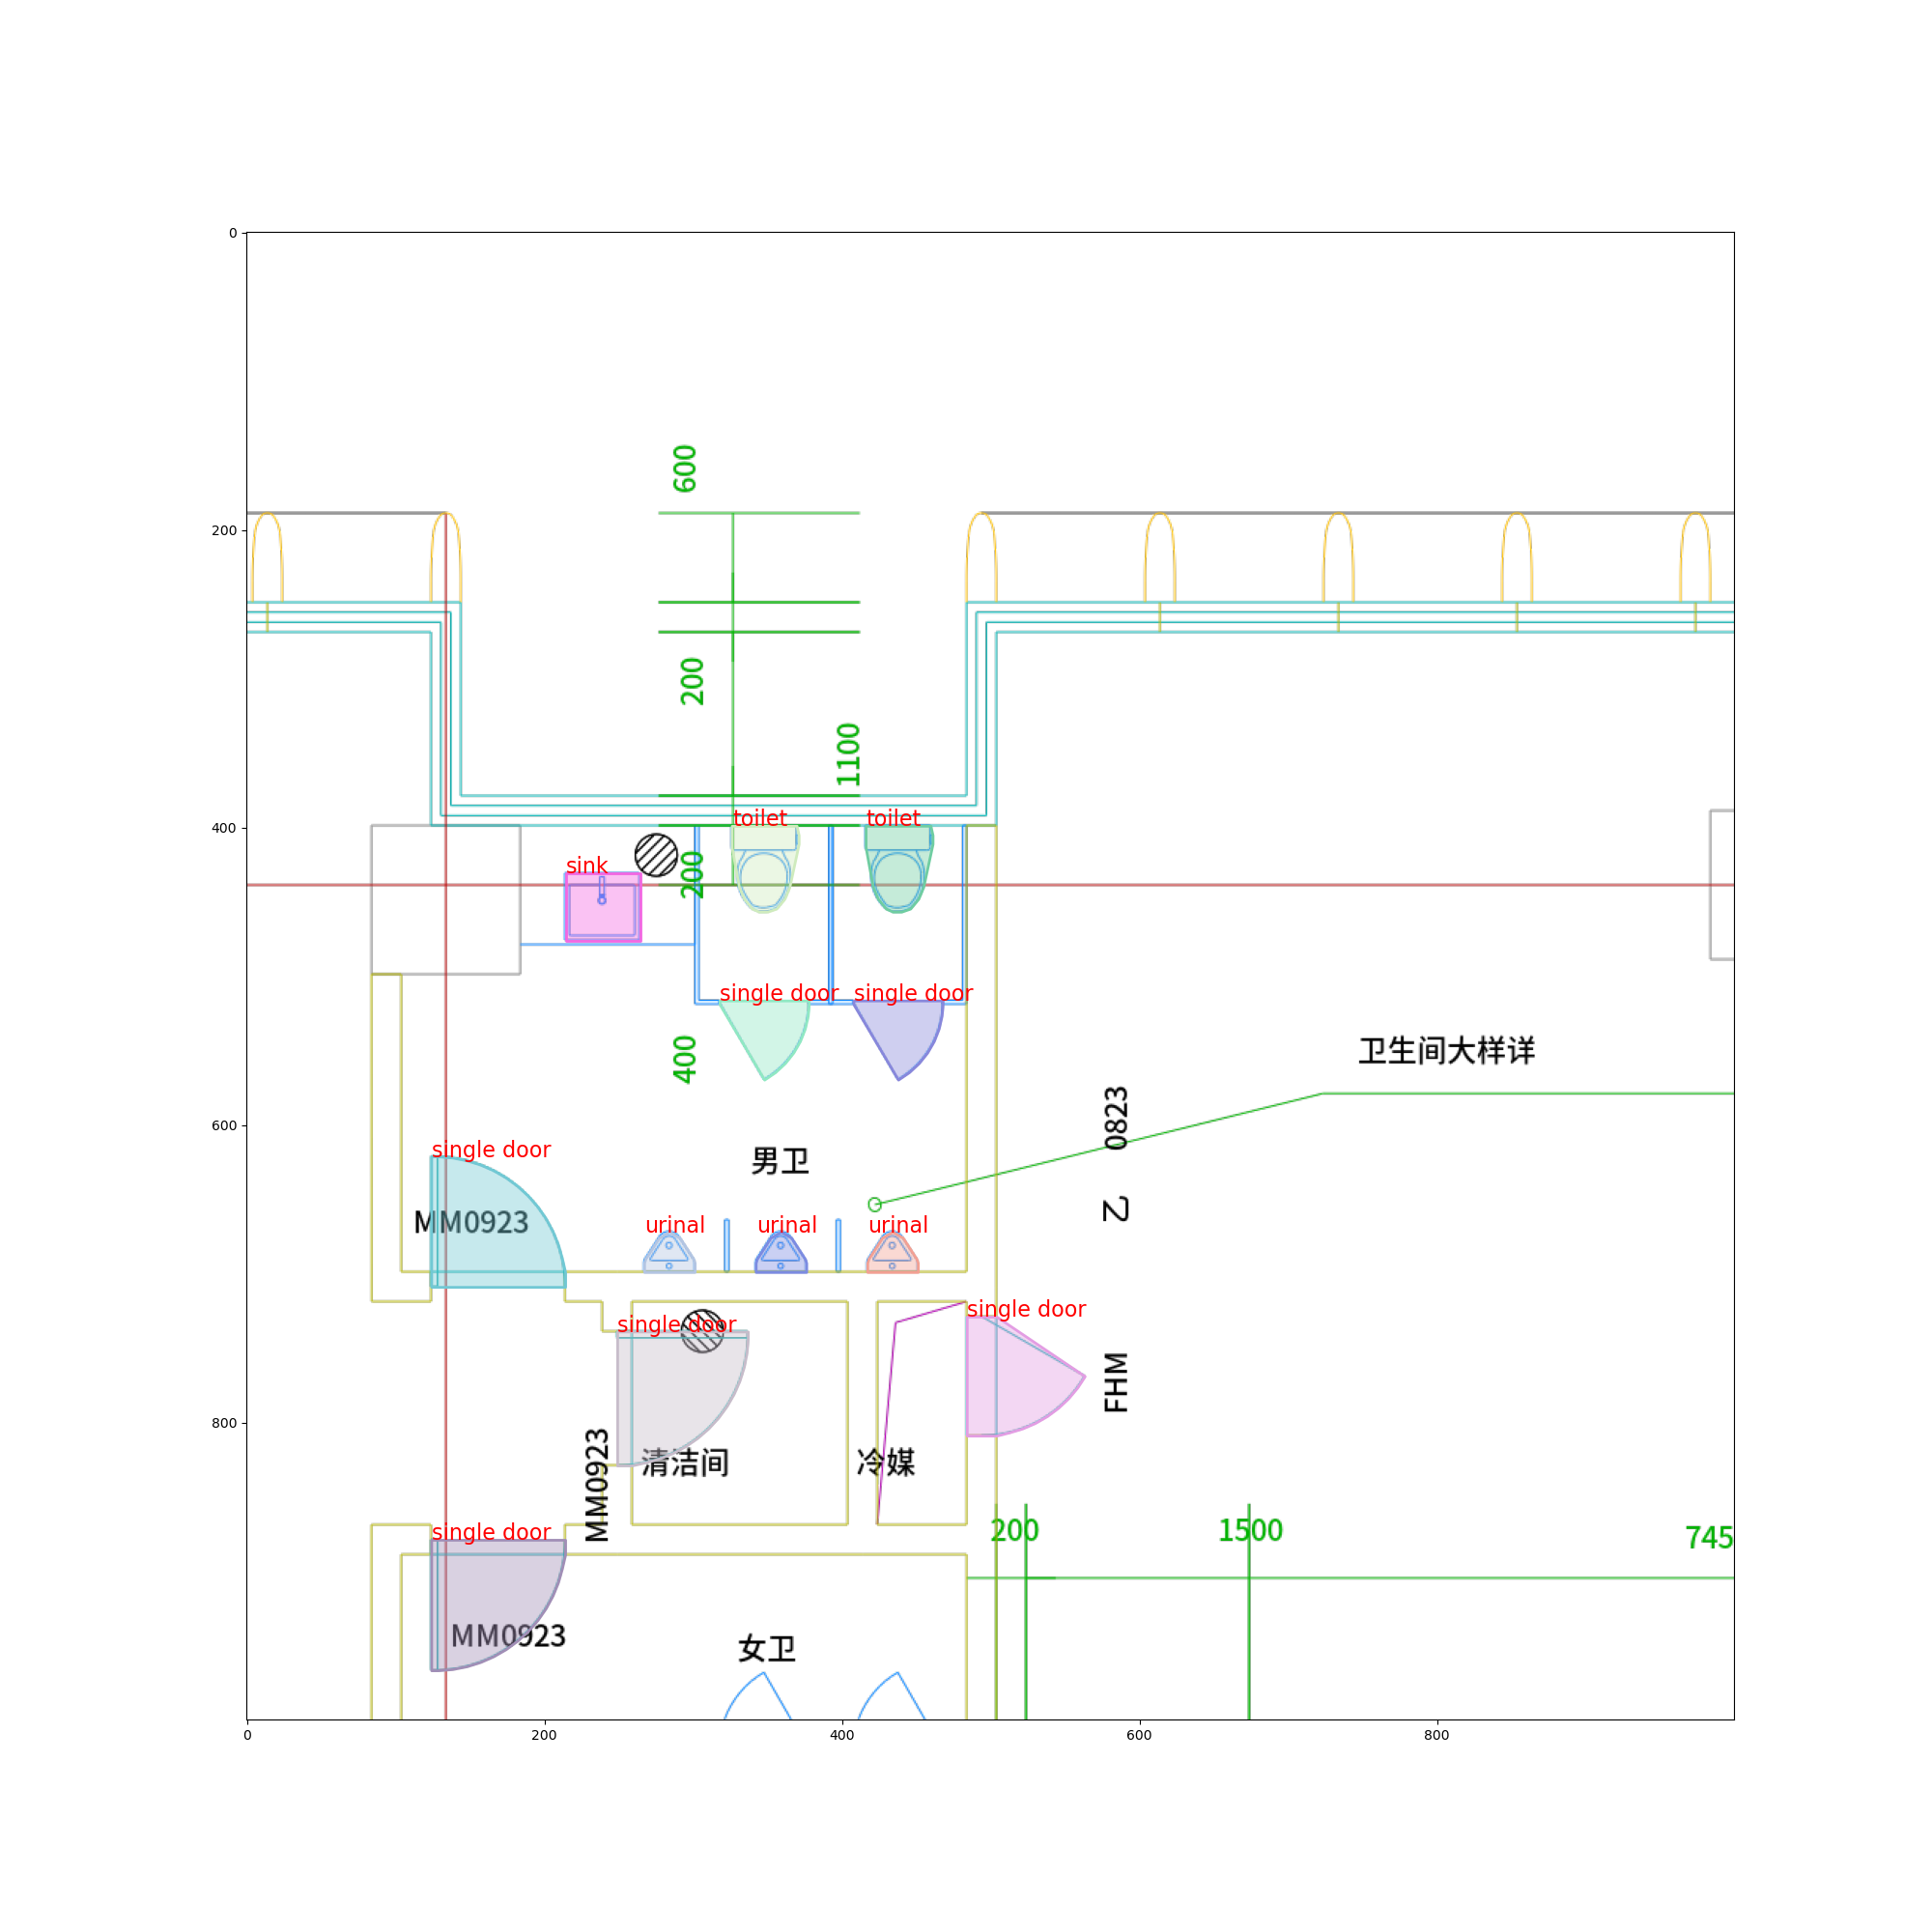 0
600
200
200
1100
400
toilet
toilet
sink
200
single door
single door
400
卫生间大样详
600
0823
乙
FHM
single door
男卫
MM0923
urinal
urinal
urinal
single door
single door
800
MM0923
清洁间
冷媒
200
1500
745
single door
MM0923
女卫
0
200
400
600
800